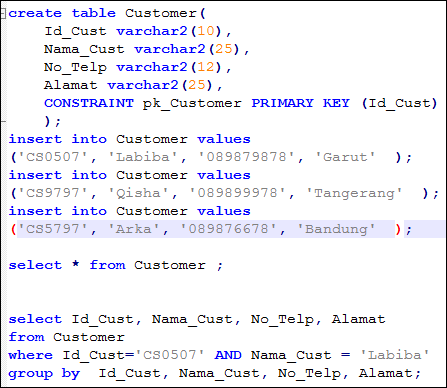 create table Customer(
Id_Cust varchar2(10),
Nama_Cust varchar2(25),
No_Telp varchar2(12),
Alamat varchar2(25),
CONSTRAINT pk_Customer PRIMARY KEY (Id_Cust)
);
insert into Customer values
('CS0507', 'Labiba', '089879878', 'Garut' );
insert into Customer values
('CS9797', 'Qisha', '089899978', 'Tangerang' );
insert into Customer values
('CS5797', 'Arka', '089876678', 'Bandung' );
select * from Customer ;
select Id_Cust, Nama_Cust, No_Telp, Alamat
from Customer
where Id_Cust='CS0507' AND Nama_Cust = 'Labiba'
group by Id_Cust, Nama_Cust, No_Telp, Alamat;